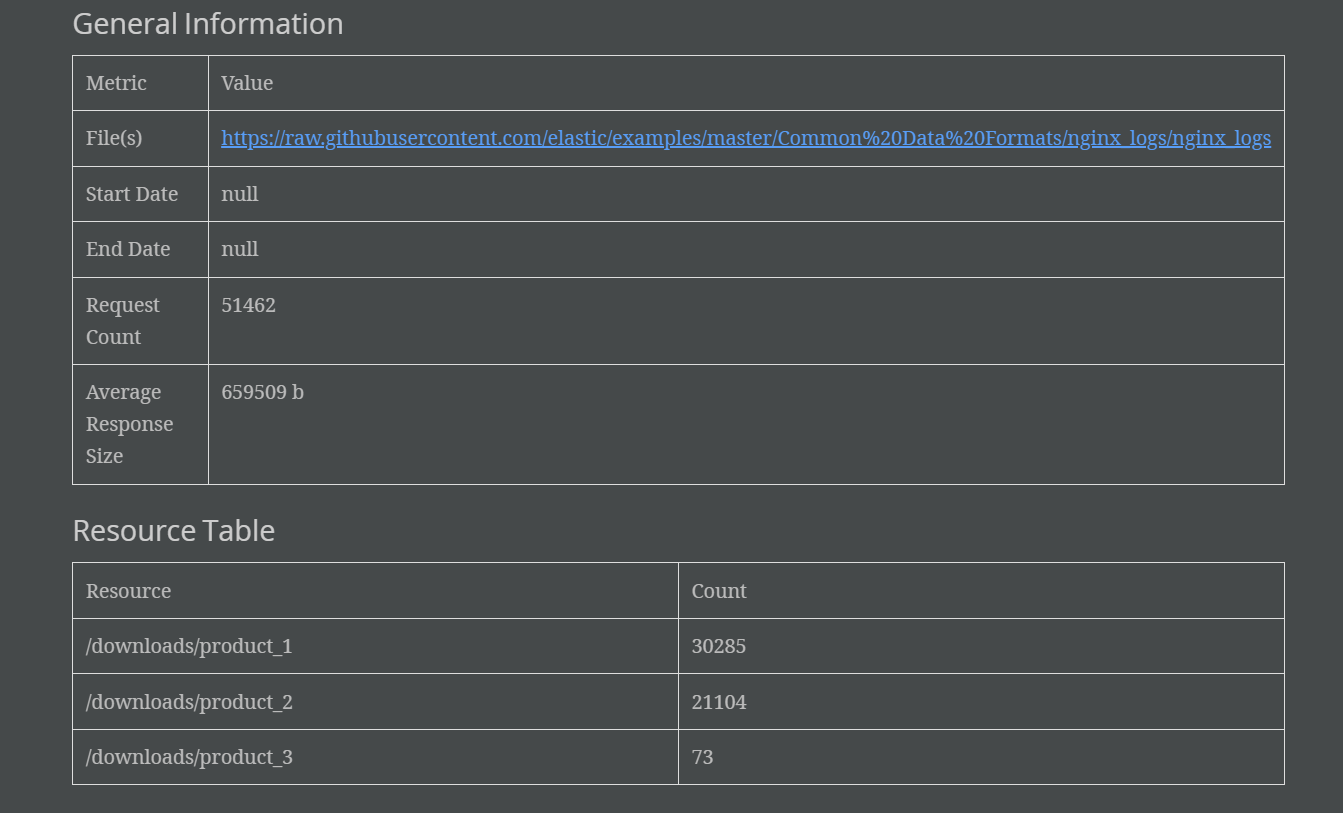 General Information
Metric Value
File(s) https://raw.githubusercontent.com/elastic/examples/master/Common%20Data%20Formats/nginx_logs/nginx_logs
Start Date null
End Date null
Request 51462
Count
Average 659509 b
Response
Size
Resource Table
Resource Count
/downloads/product_1 30285
/downloads/product_2 21104
/downloads/product_3 73